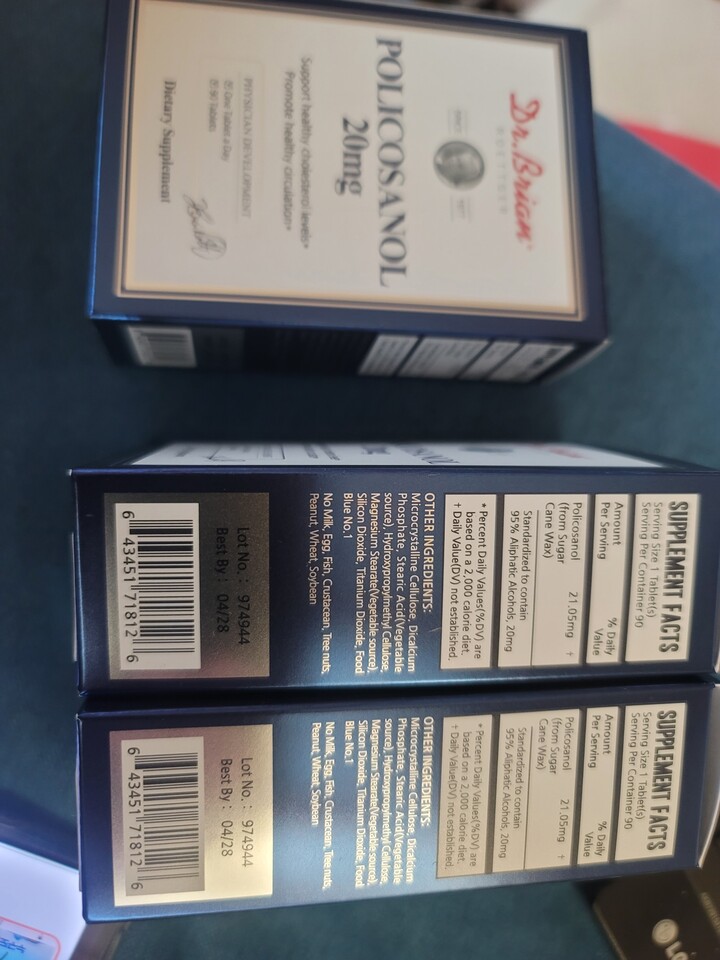 Dr.Brian
POLICOSANOL
20mg
Support healthy cholesterol levels*
Promote healthy circulation*
PHYSICIAN DEVELOPMENT
One Tablet a Day
90 Tablets
Dietary Supplement
SUPPLEMENT FACTS
Serving Size 1 Tablet(s)
Serving Per Container 90
Amount
Per Serving
% Daily
Value
Policosanol 21.05mg †
(from Sugar
Cane Wax)
Standardized to contain
95% Aliphatic Alcohols, 20mg
* Percent Daily Values(%DV) are
based on a 2,000 calorie diet.
† Daily Value(DV) not established.
OTHER INGREDIENTS:
Microcrystalline Cellulose, Dicalcium
Phosphate, Stearic Acid(Vegetable
source), Hydroxypropylmethyl Cellulose,
Magnesium Stearate(Vegetable source),
Silicon Dioxide, Titanium Dioxide, Food
Blue No.1
No Milk, Egg, Fish, Crustacean, Tree nuts,
Peanut, Wheat, Soybean
Lot No. : 974944
Best By : 04/28
6 43451 71812 6
SUPPLEMENT FACTS
Serving Size 1 Tablet(s)
Serving Per Container 90
Amount
Per Serving
% Daily
Value
Policosanol 21.05mg †
(from Sugar
Cane Wax)
Standardized to contain
95% Aliphatic Alcohols, 20mg
* Percent Daily Values(%DV) are
based on a 2,000 calorie diet.
† Daily Value(DV) not established.
OTHER INGREDIENTS:
Microcrystalline Cellulose, Dicalcium
Phosphate, Stearic Acid(Vegetable
source), Hydroxypropylmethyl Cellulose,
Magnesium Stearate(Vegetable source),
Silicon Dioxide, Titanium Dioxide, Food
Blue No.1
No Milk, Egg, Fish, Crustacean, Tree nuts,
Peanut, Wheat, Soybean
Lot No. : 974944
Best By : 04/28
6 43451 71812 6